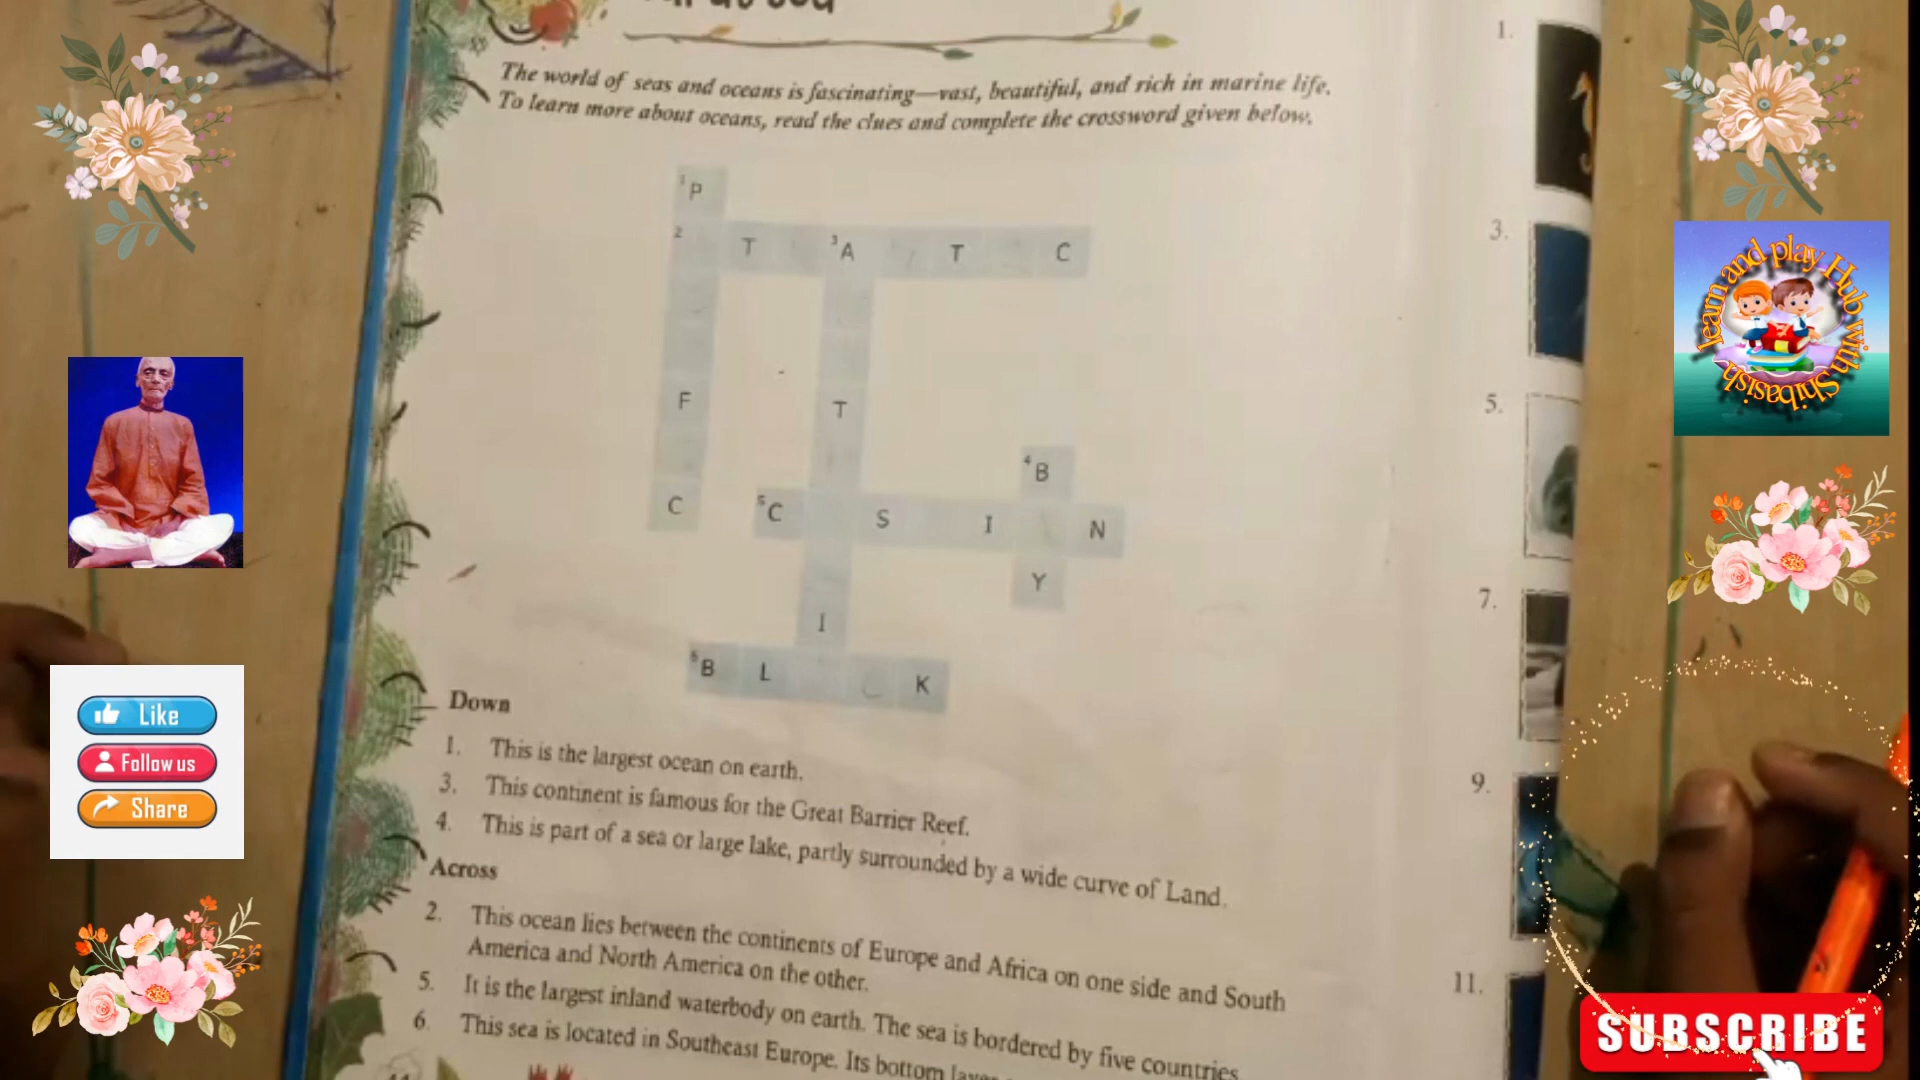 The world of seas and oceans is fascinating—vast, beautiful, and rich in marine life.
To learn more about oceans, read the clues and complete the crossword given below.
1 P
2 T 3 A T C
F T
4 B
C 5 C S I N
Y
I
6 B L K
Down
1. This is the largest ocean on earth.
3. This continent is famous for the Great Barrier Reef.
4. This is part of a sea or large lake, partly surrounded by a wide curve of Land.
Across
2. This ocean lies between the continents of Europe and Africa on one side and South
America and North America on the other.
5. It is the largest inland waterbody on earth. The sea is bordered by five countries
6. This sea is located in Southeast Europe. Its bottom
1.
3.
5.
7.
9.
11.
learn and play Hub with Shibasish
Like
Follow us
Share
SUBSCRIBE